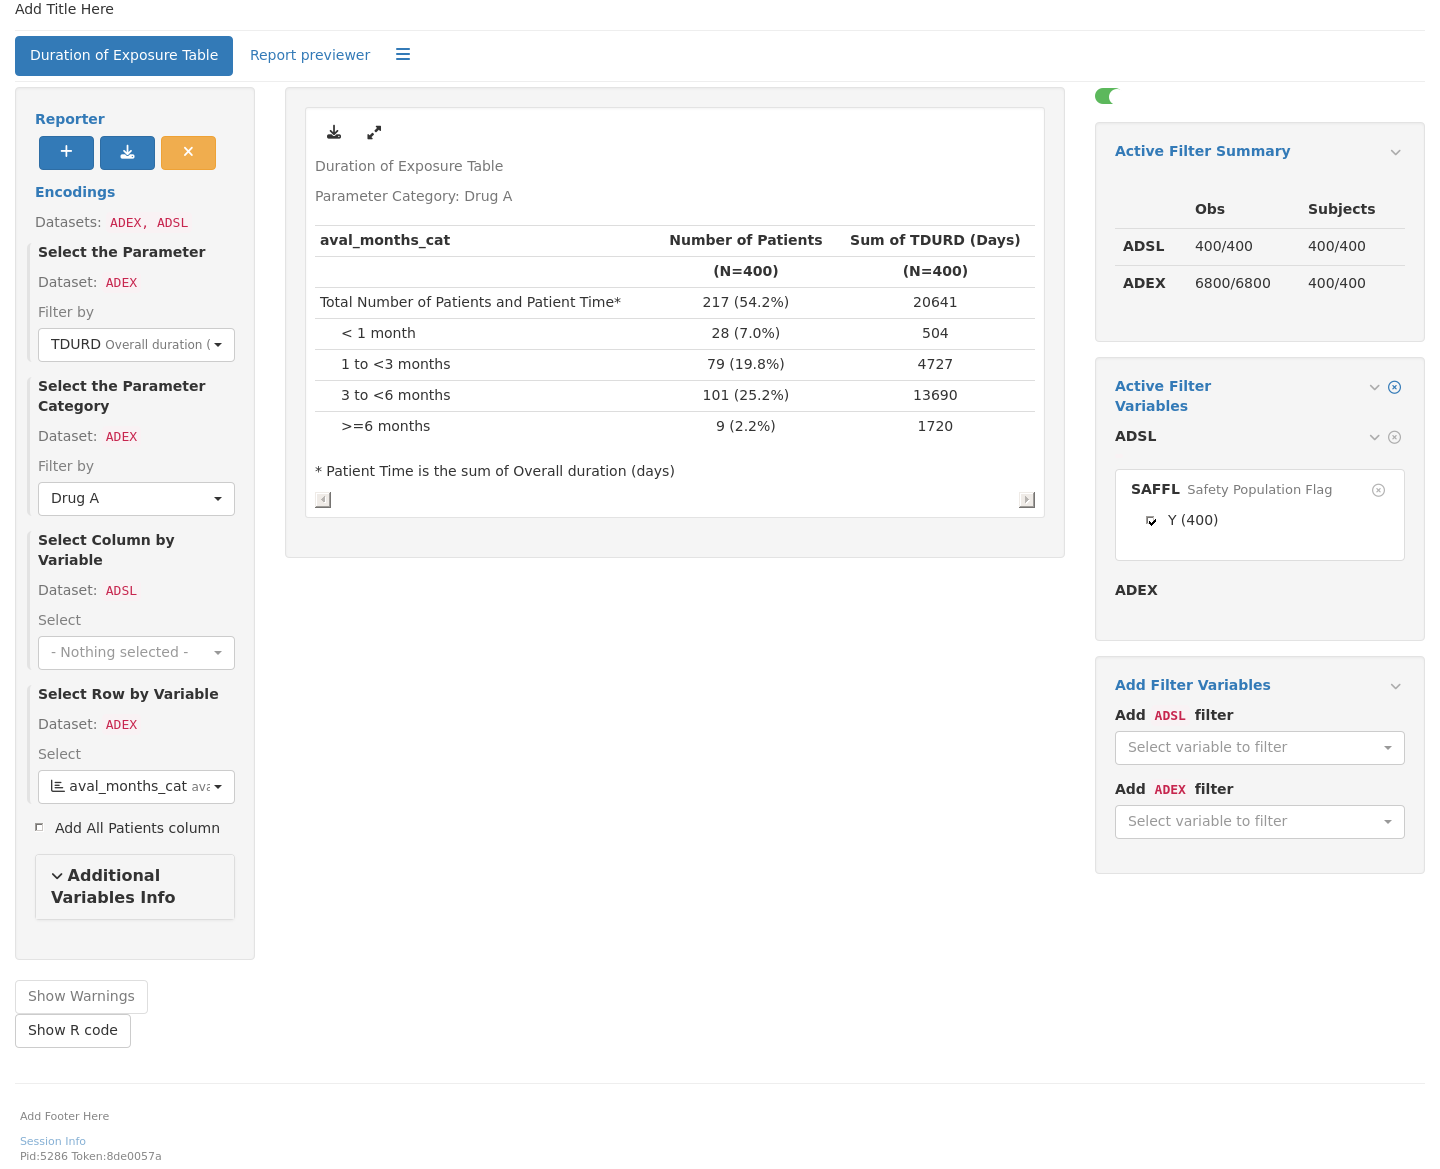 Add Title Here
Duration of Exposure Table
Report previewer
Reporter
Encodings
Datasets: ADEX, ADSL
Select the Parameter
Dataset: ADEX
Filter by
TDURD Overall duration (
Select the Parameter
Category
Dataset: ADEX
Filter by
Drug A
Select Column by
Variable
Dataset: ADSL
Select
- Nothing selected -
Select Row by Variable
Dataset: ADEX
Select
aval_months_cat ava
Add All Patients column
Additional
Variables Info
Show Warnings
Show R code
Duration of Exposure Table
Parameter Category: Drug A
aval_months_cat Number of Patients Sum of TDURD (Days)
(N=400) (N=400)
Total Number of Patients and Patient Time* 217 (54.2%) 20641
< 1 month 28 (7.0%) 504
1 to <3 months 79 (19.8%) 4727
3 to <6 months 101 (25.2%) 13690
>=6 months 9 (2.2%) 1720
* Patient Time is the sum of Overall duration (days)
Active Filter Summary
Obs Subjects
ADSL 400/400 400/400
ADEX 6800/6800 400/400
Active Filter
Variables
ADSL
SAFFL Safety Population Flag
Y (400)
ADEX
Add Filter Variables
Add ADSL filter
Select variable to filter
Add ADEX filter
Select variable to filter
Add Footer Here
Session Info
Pid:5286 Token:8de0057a